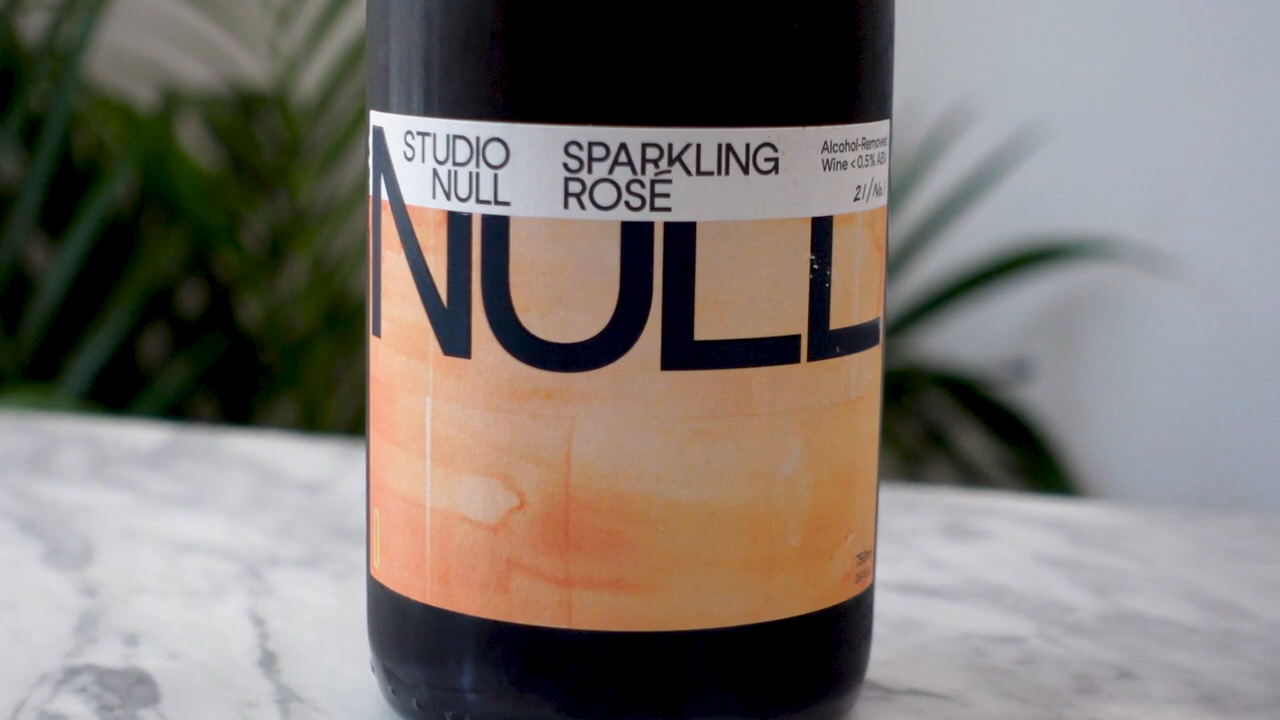 STUDIO
NULL
SPARKLING
ROSÉ
Alcohol-Removed
Wine < 0.5% ABV
21/No.1
NULL